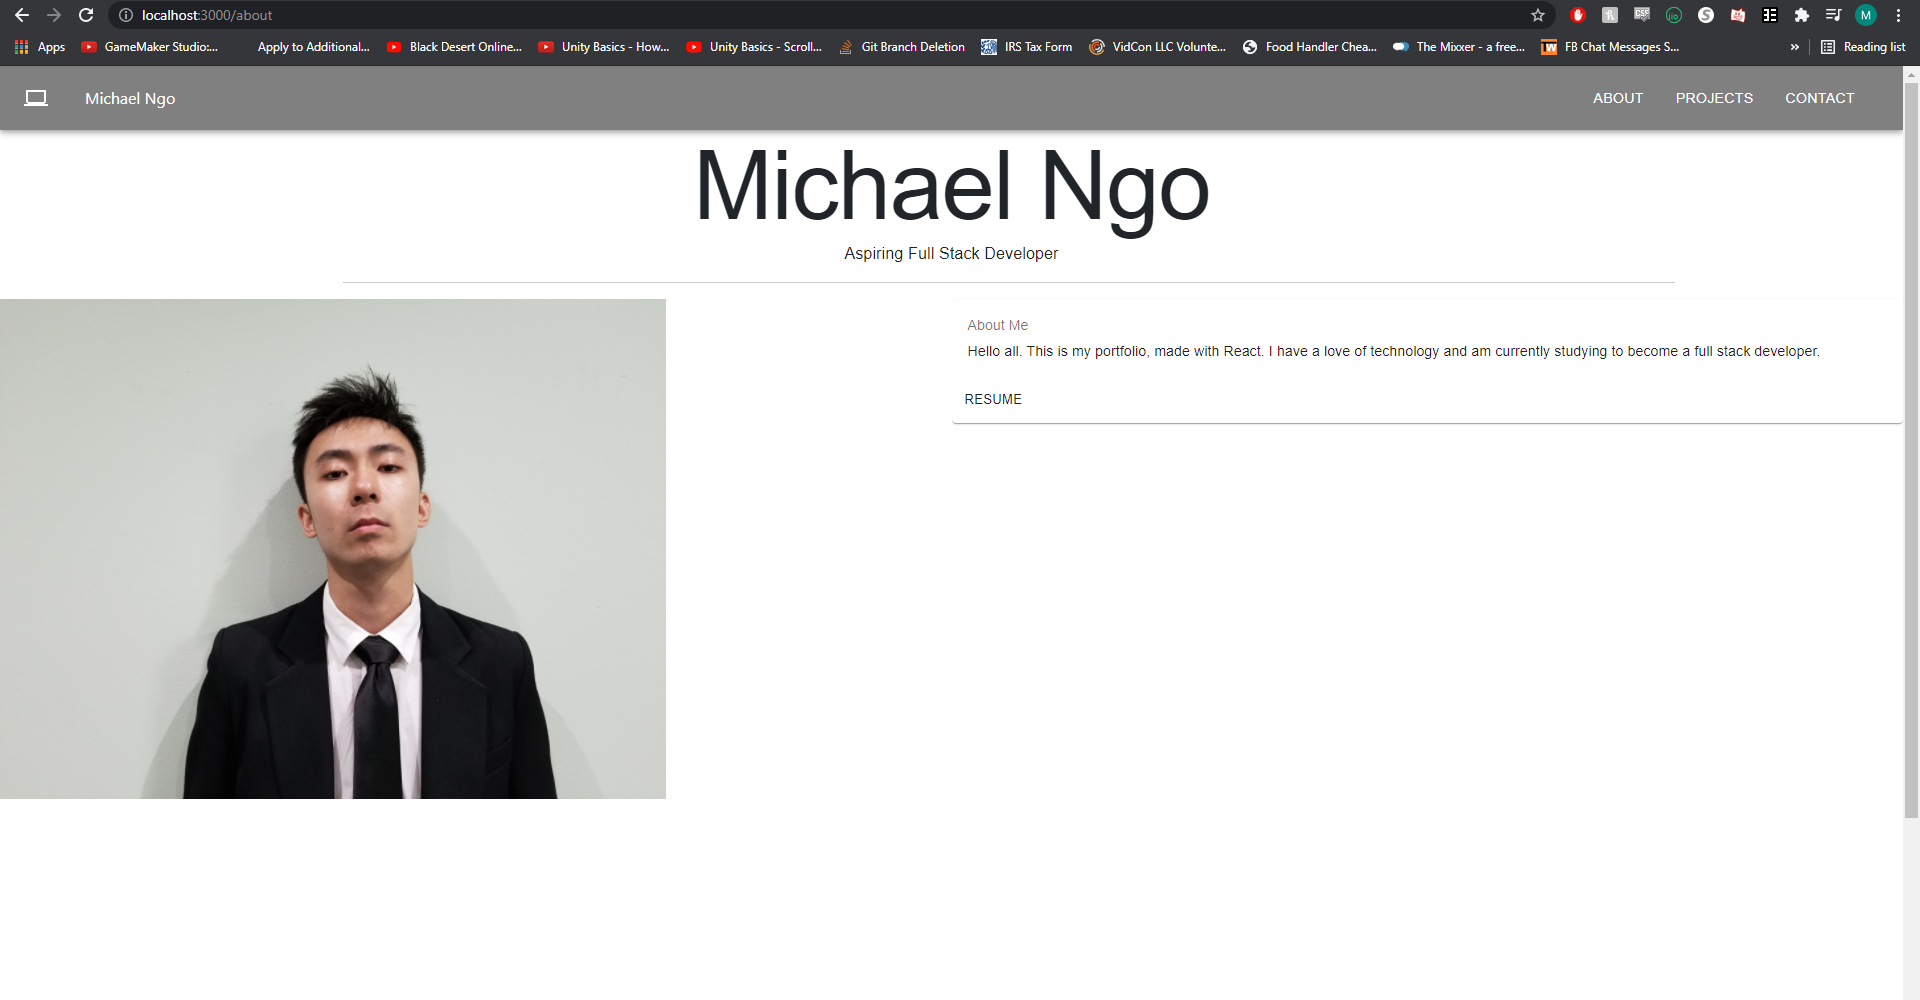 localhost:3000/about
M
Apps
GameMaker Studio:...
Apply to Additional...
Black Desert Online...
Unity Basics - How...
Unity Basics - Scroll...
Git Branch Deletion
IRS Tax Form
VidCon LLC Volunte...
Food Handler Chea...
The Mixxer - a free...
FB Chat Messages S...
»
Reading list
Michael Ngo
ABOUT
PROJECTS
CONTACT
Michael Ngo
Aspiring Full Stack Developer
About Me
Hello all. This is my portfolio, made with React. I have a love of technology and am currently studying to become a full stack developer.
RESUME